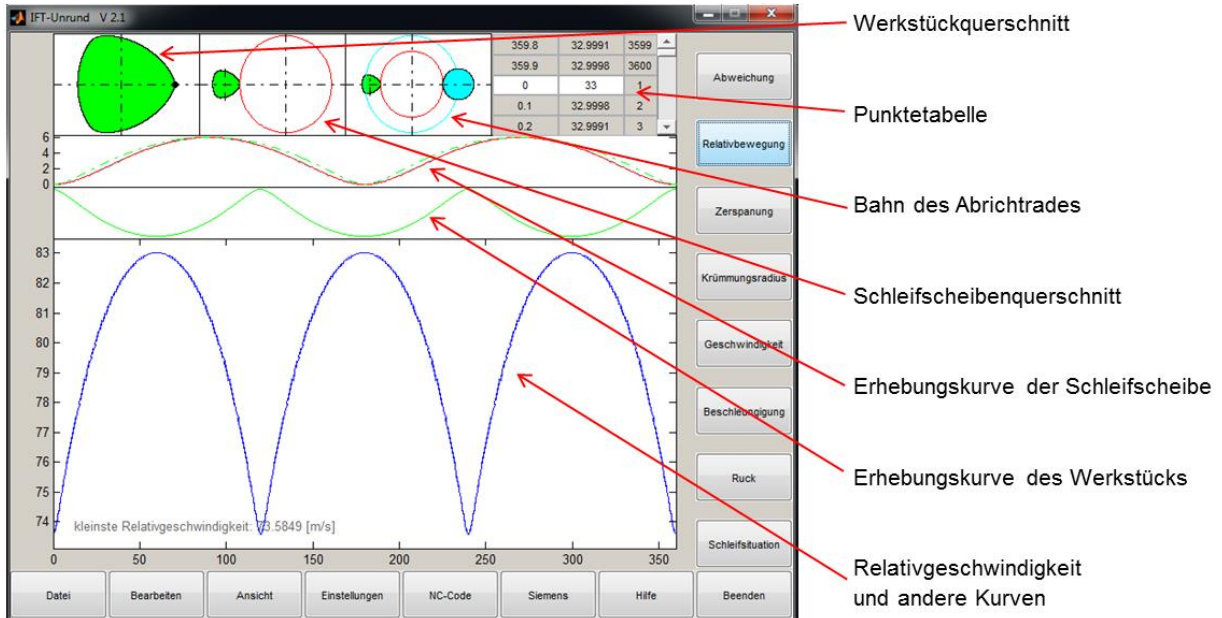 IFT-Unrund V 2.1
359.8 32.9991 3599
359.9 32.9998 3600
0 33 1
0.1 32.9998 2
0.2 32.9991 3
6
4
2
0
83
82
81
80
79
78
77
76
75
74
kleinste Relativgeschwindigkeit: 73.5849 [m/s]
0 50 100 150 200 250 300 350
Abweichung
Relativbewegung
Zerspanung
Krümmungsradius
Geschwindigkeit
Beschleungigung
Ruck
Schleifsituation
Datei Bearbeiten Ansicht Einstellungen NC-Code Siemens Hilfe Beenden
Werkstückquerschnitt
Punktetabelle
Bahn des Abrichtrades
Schleifscheibenquerschnitt
Erhebungskurve der Schleifscheibe
Erhebungskurve des Werkstücks
Relativgeschwindigkeit
und andere Kurven